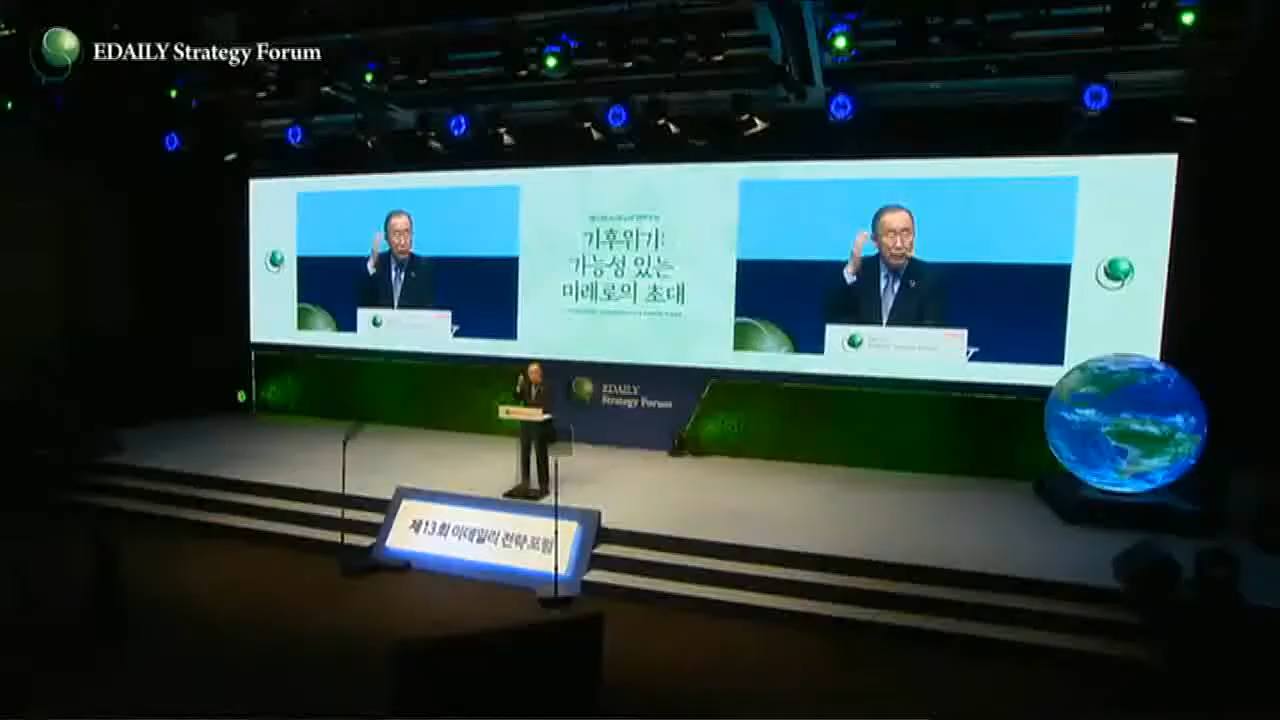 EDAILY Strategy Forum
기후위기:
가능성 있는
미래로의 초대
EDAILY
Strategy Forum
제13회 이데일리 전략 포럼